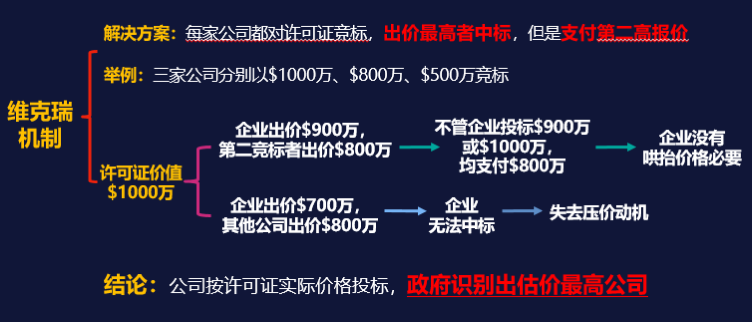 解决方案：每家公司都对许可证竞标，出价最高者中标，但是支付第二高报价
举例：三家公司分别以$1000万、$800万、$500万竞标
维克瑞
机制
许可证价值
$1000万
企业出价$900万，
第二竞标者出价$800万
不管企业投标$900万
或$1000万，
均支付$800万
企业没有
哄抬价格必要
企业出价$700万，
其他公司出价$800万
企业
无法中标
失去压价动机
结论：公司按许可证实际价格投标，政府识别出估价最高公司